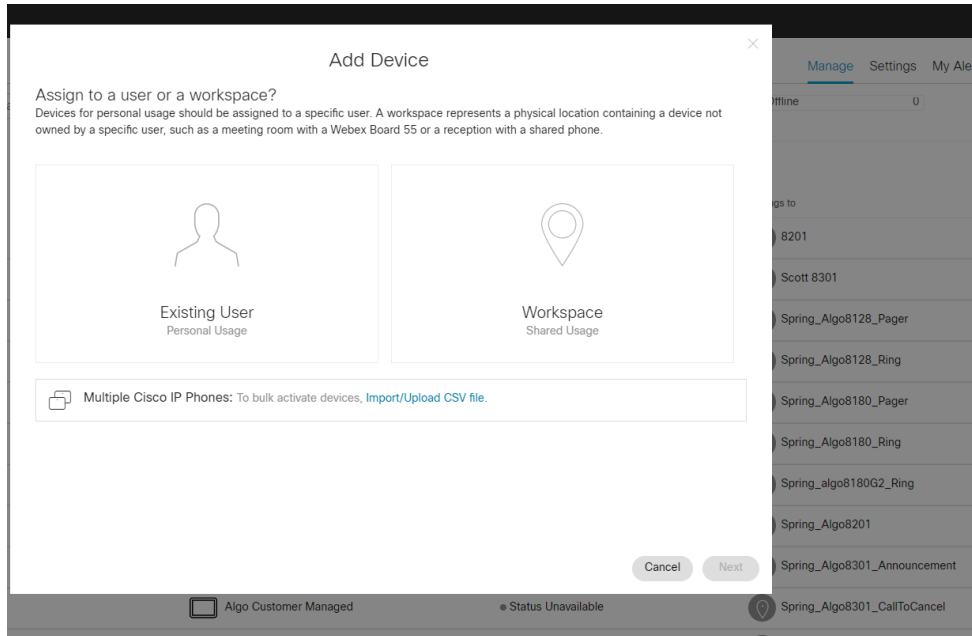 Add Device
Manage Settings My Ale
Assign to a user or a workspace?
Devices for personal usage should be assigned to a specific user. A workspace represents a physical location containing a device not
owned by a specific user, such as a meeting room with a Webex Board 55 or a reception with a shared phone.
ffline 0
Existing User
Personal Usage
Workspace
Shared Usage
Multiple Cisco IP Phones: To bulk activate devices, Import/Upload CSV file.
Cancel Next
ngs to
8201
Scott 8301
Spring_Algo8128_Pager
Spring_Algo8128_Ring
Spring_Algo8180_Pager
Spring_Algo8180_Ring
Spring_algo8180G2_Ring
Spring_Algo8201
Spring_Algo8301_Announcement
Algo Customer Managed Status Unavailable Spring_Algo8301_CallToCancel